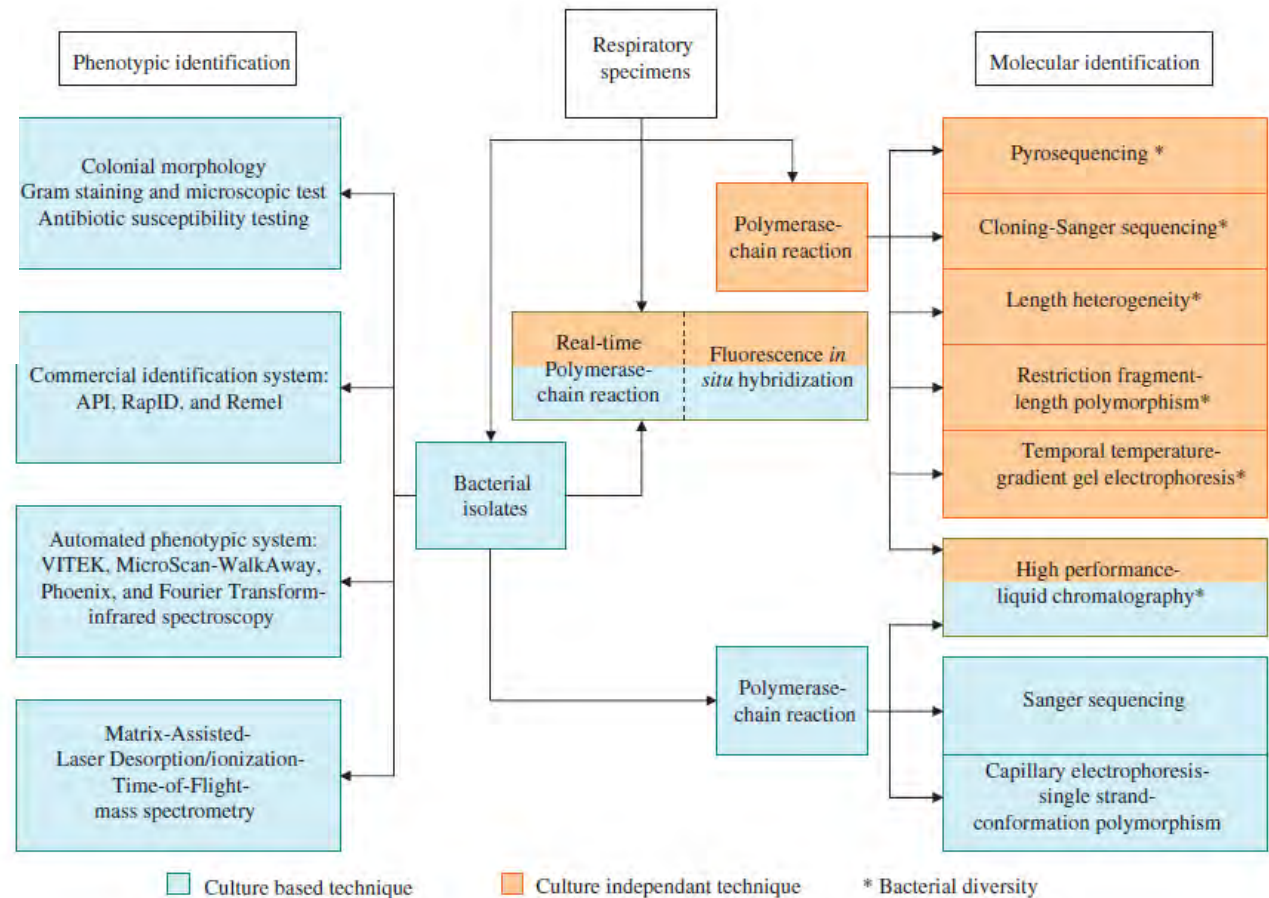 Phenotypic identification
Respiratory
specimens
Molecular identification
Colonial morphology
Gram staining and microscopic test
Antibiotic susceptibility testing
Commercial identification system:
API, RapID, and Remel
Automated phenotypic system:
VITEK, MicroScan-WalkAway,
Phoenix, and Fourier Transform-
infrared spectroscopy
Matrix-Assisted-
Laser Desorption/ionization-
Time-of-Flight-
mass spectrometry
Polymerase-
chain reaction
Real-time
Polymerase-
chain reaction
Fluorescence in
situ hybridization
Bacterial
isolates
Polymerase-
chain reaction
Pyrosequencing *
Cloning-Sanger sequencing*
Length heterogeneity*
Restriction fragment-
length polymorphism*
Temporal temperature-
gradient gel electrophoresis*
High performance-
liquid chromatography*
Sanger sequencing
Capillary electrophoresis-
single strand-
conformation polymorphism
Culture based technique
Culture independant technique
* Bacterial diversity